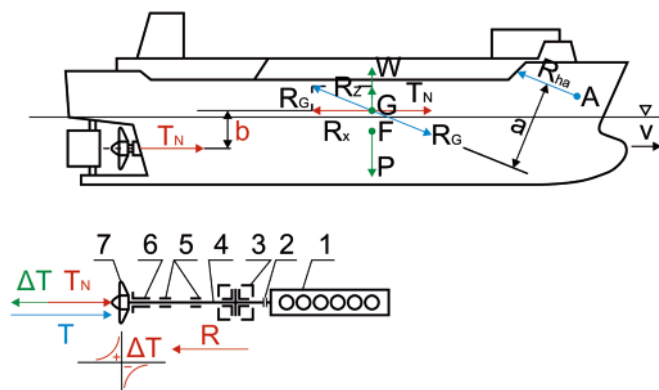 W
R_ha
R_Z
T_N
A
R_G
G
b
a
R_x
F
R_G
v
T_N
P
7 6 5 4 3 2 1
ΔT T_N
T
+ ΔT
R
−